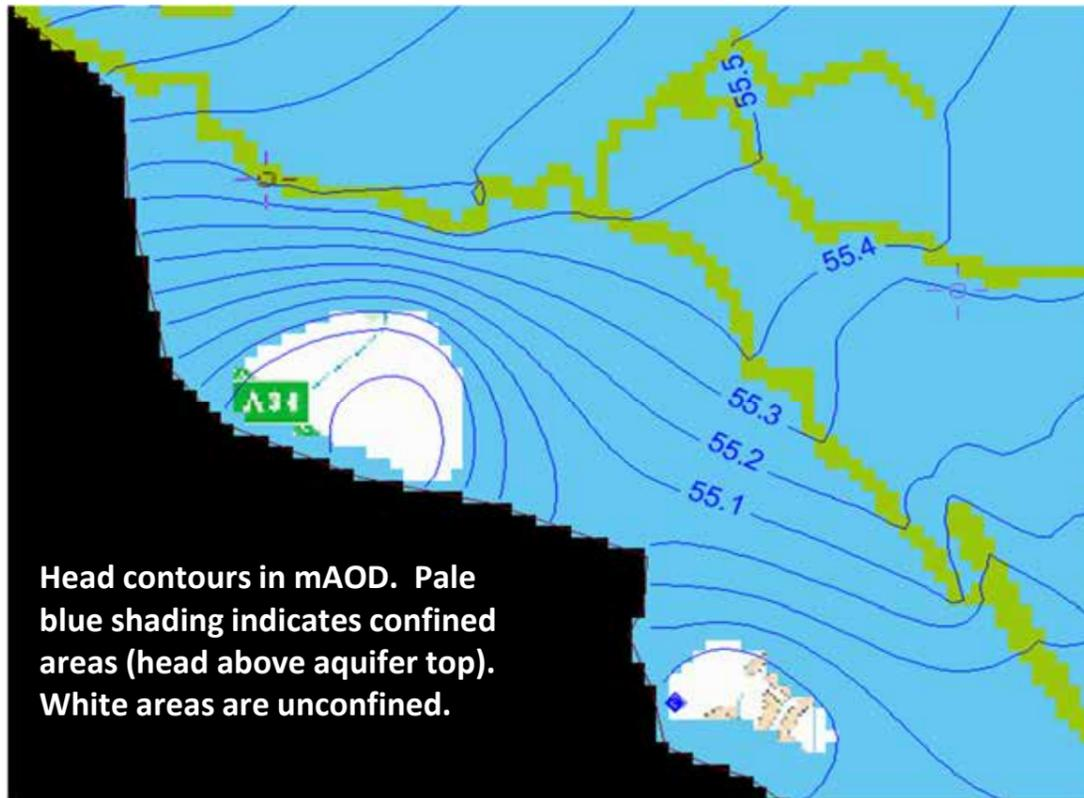 55.5
55.4
55.3
55.2
55.1
A34
Head contours in mAOD.  Pale
blue shading indicates confined
areas (head above aquifer top).
White areas are unconfined.